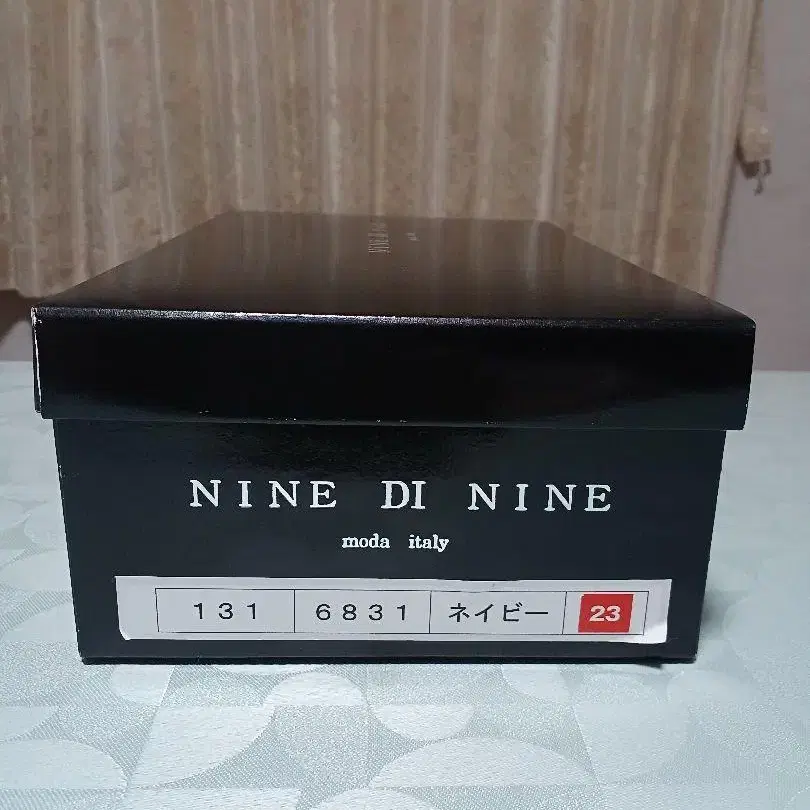 NINE DI NINE
moda italy
131 6831 ネイビー 23